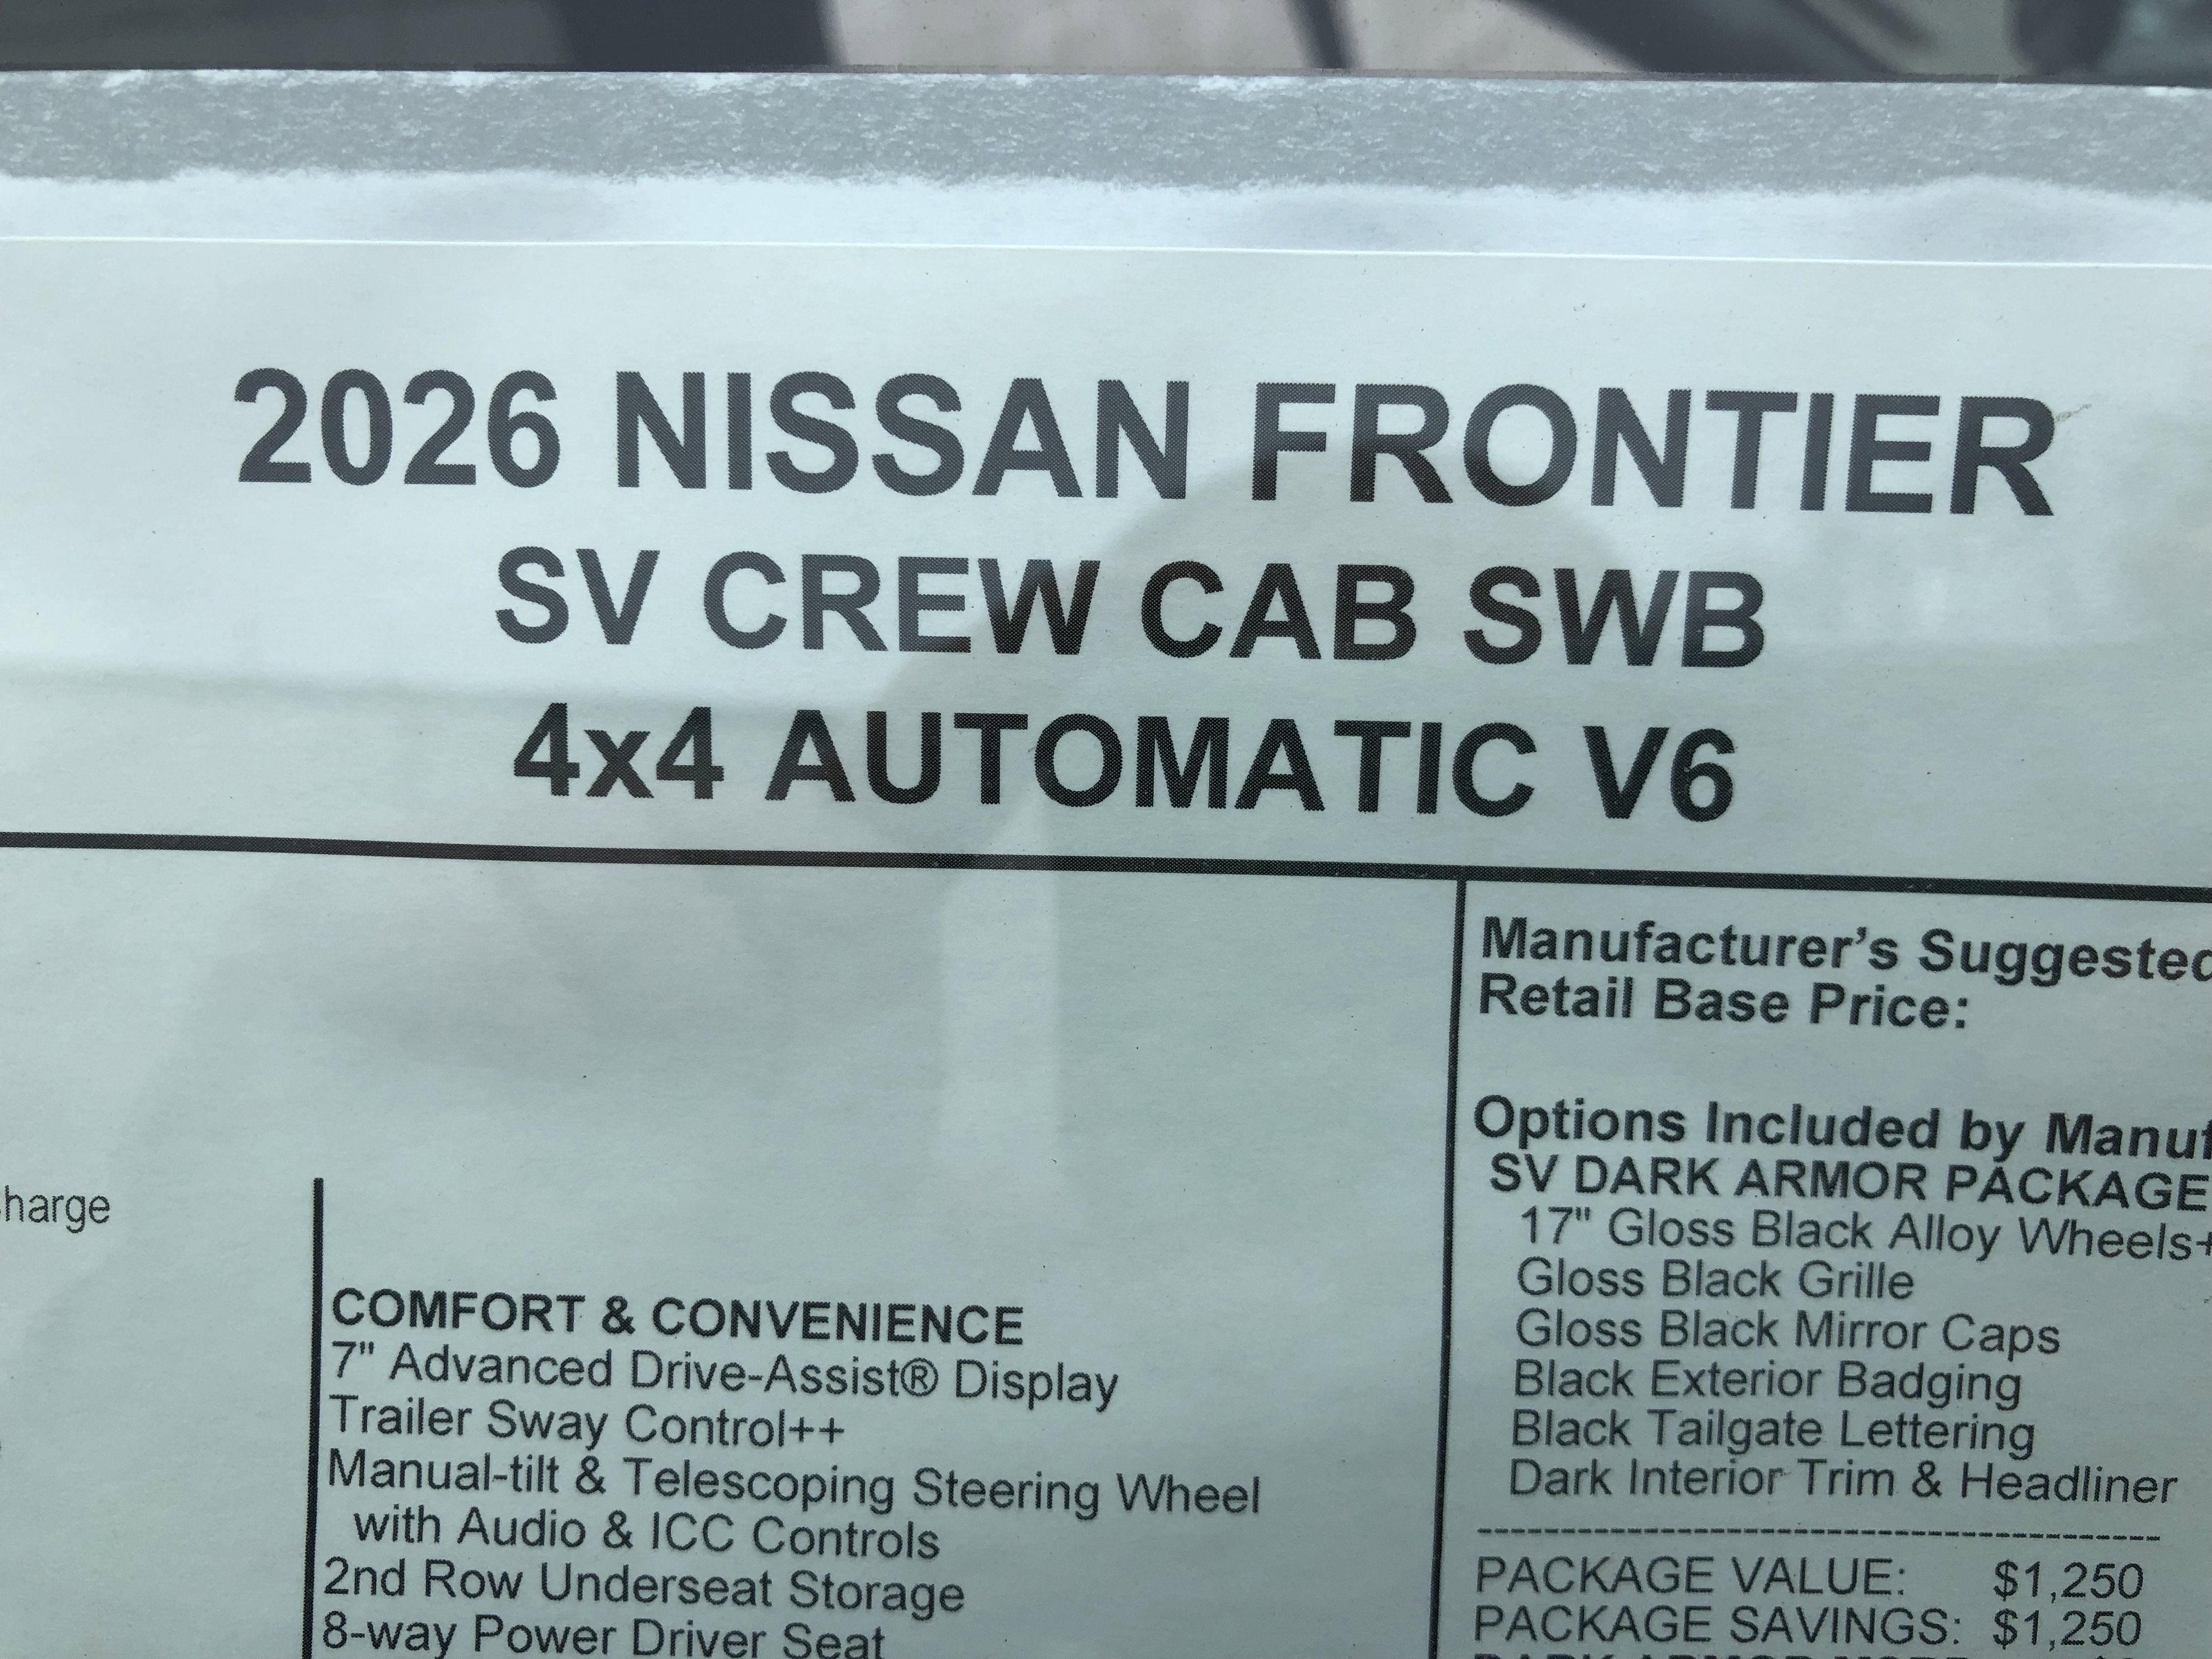 2026 NISSAN FRONTIER
SV CREW CAB SWB
4x4 AUTOMATIC V6
harge
COMFORT & CONVENIENCE
7" Advanced Drive-Assist® Display
Trailer Sway Control++
Manual-tilt & Telescoping Steering Wheel
with Audio & ICC Controls
2nd Row Underseat Storage
8-way Power Driver Seat
Manufacturer's Suggested
Retail Base Price:
Options Included by Manuf
SV DARK ARMOR PACKAGE
17" Gloss Black Alloy Wheels+
Gloss Black Grille
Gloss Black Mirror Caps
Black Exterior Badging
Black Tailgate Lettering
Dark Interior Trim & Headliner
PACKAGE VALUE: $1,250
PACKAGE SAVINGS: $1,250